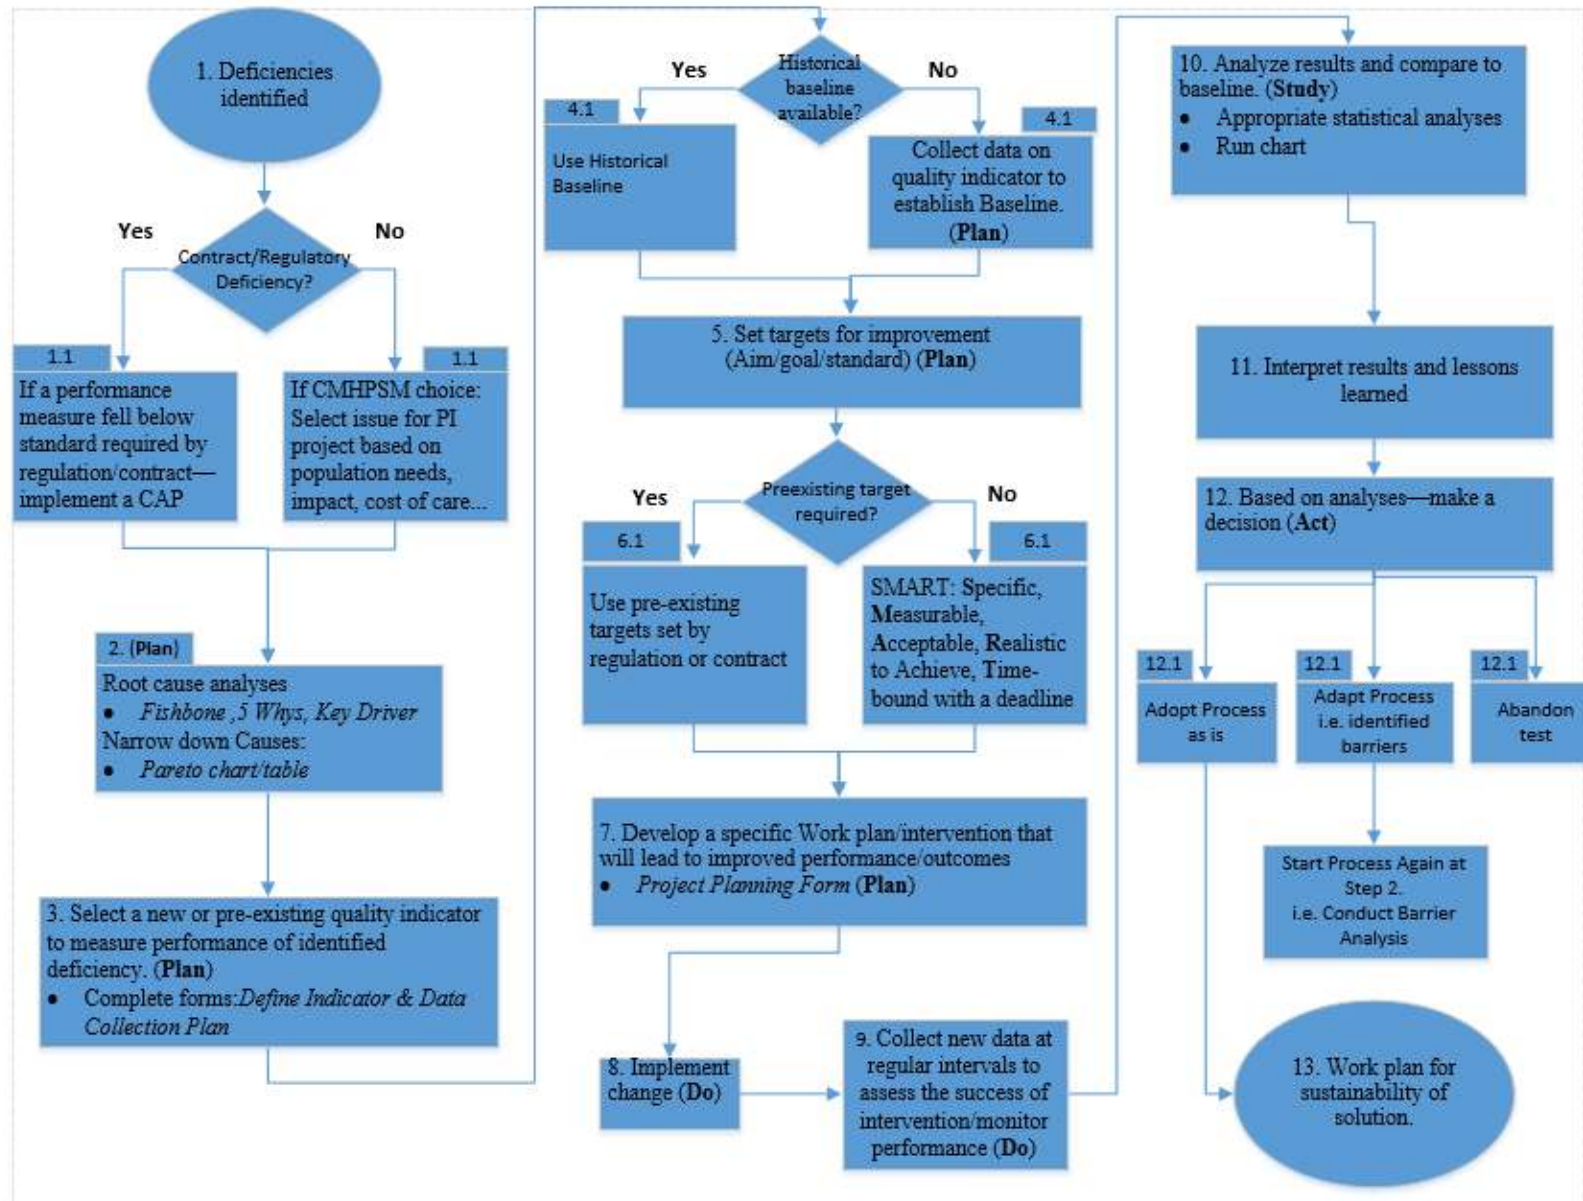 1. Deficiencies
identified
Yes
No
Contract/Regulatory
Deficiency?
1.1
If a performance
measure fell below
standard required by
regulation/contract—
implement a CAP
1.1
If CMHPSM choice:
Select issue for PI
project based on
population needs,
impact, cost of care...
2. (Plan)
Root cause analyses
• Fishbone ,5 Whys, Key Driver
Narrow down Causes:
• Pareto chart/table
3. Select a new or pre-existing quality indicator
to measure performance of identified
deficiency. (Plan)
• Complete forms:Define Indicator & Data
Collection Plan
Historical
baseline
available?
Yes
No
4.1
Use Historical
Baseline
4.1
Collect data on
quality indicator to
establish Baseline.
(Plan)
5. Set targets for improvement
(Aim/goal/standard) (Plan)
Preexisting target
required?
Yes
No
6.1
Use pre-existing
targets set by
regulation or contract
6.1
SMART: Specific,
Measurable,
Acceptable, Realistic
to Achieve, Time-
bound with a deadline
7. Develop a specific Work plan/intervention that
will lead to improved performance/outcomes
• Project Planning Form (Plan)
8. Implement
change (Do)
9. Collect new data at
regular intervals to
assess the success of
intervention/monitor
performance (Do)
10. Analyze results and compare to
baseline. (Study)
• Appropriate statistical analyses
• Run chart
11. Interpret results and lessons
learned
12. Based on analyses—make a
decision (Act)
12.1
Adopt Process
as is
12.1
Adapt Process
i.e. identified
barriers
12.1
Abandon
test
Start Process Again at
Step 2.
i.e. Conduct Barrier
Analysis
13. Work plan for
sustainability of
solution.